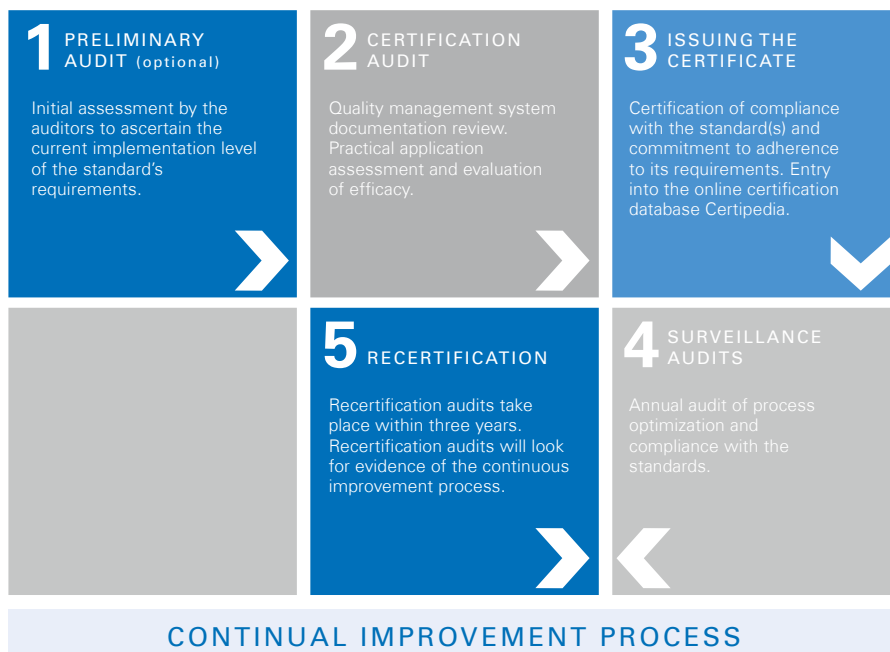 1 PRELIMINARY
AUDIT (optional)
Initial assessment by the
auditors to ascertain the
current implementation level
of the standard's
requirements.
2 CERTIFICATION
AUDIT
Quality management system
documentation review.
Practical application
assessment and evaluation
of efficacy.
3 ISSUING THE
CERTIFICATE
Certification of compliance
with the standard(s) and
commitment to adherence
to its requirements. Entry
into the online certification
database Certipedia.
4 SURVEILLANCE
AUDITS
Annual audit of process
optimization and
compliance with the
standards.
5 RECERTIFICATION
Recertification audits take
place within three years.
Recertification audits will look
for evidence of the continuous
improvement process.
CONTINUAL IMPROVEMENT PROCESS